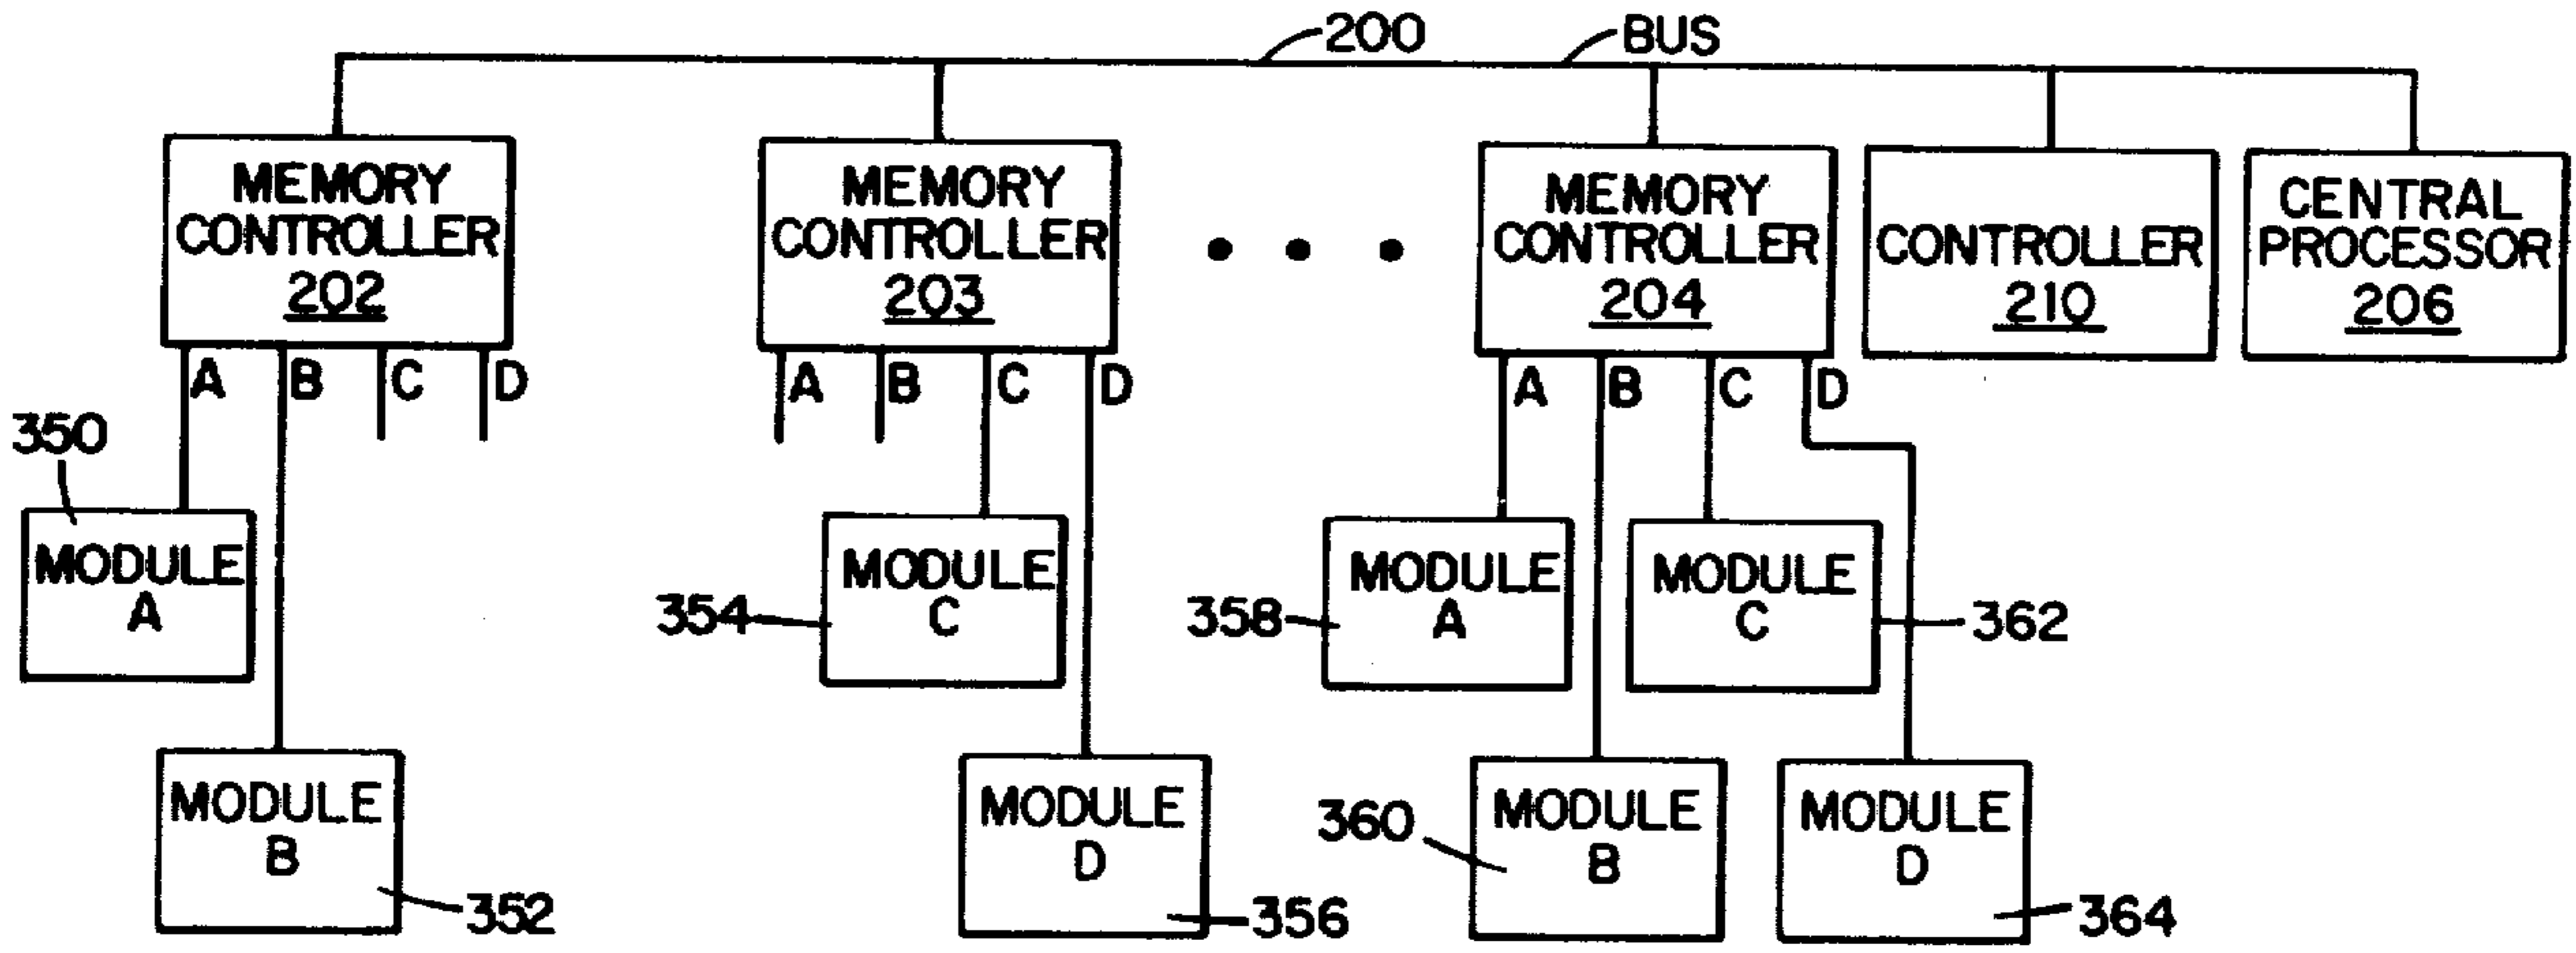 200
BUS
MEMORY
CONTROLLER
202
MEMORY
CONTROLLER
203
MEMORY
CONTROLLER
204
CONTROLLER
210
CENTRAL
PROCESSOR
206
A B C D
A B C D
A B C D
350
MODULE
A
354
MODULE
C
358
MODULE
A
MODULE
C
362
MODULE
B
352
MODULE
D
356
360
MODULE
B
MODULE
D
364